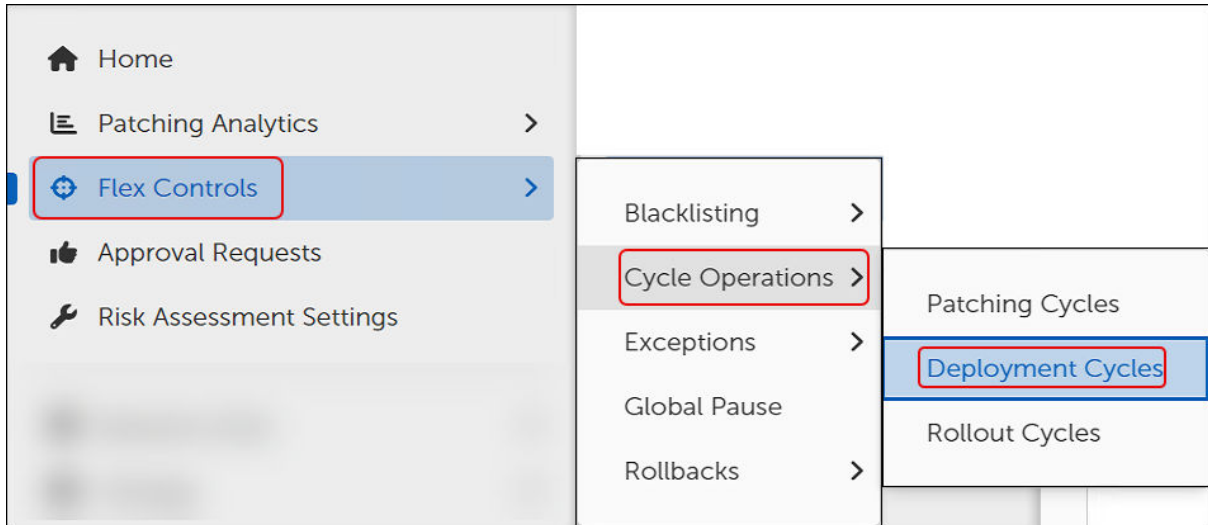 Home
Patching Analytics
Flex Controls
Approval Requests
Risk Assessment Settings
Blacklisting
Cycle Operations
Exceptions
Global Pause
Rollbacks
Patching Cycles
Deployment Cycles
Rollout Cycles